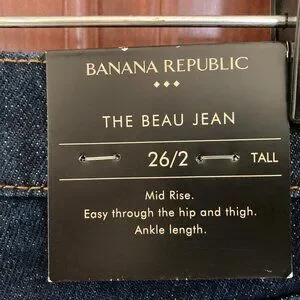 BANANA REPUBLIC
THE BEAU JEAN
26/2 TALL
Mid Rise.
Easy through the hip and thigh.
Ankle length.